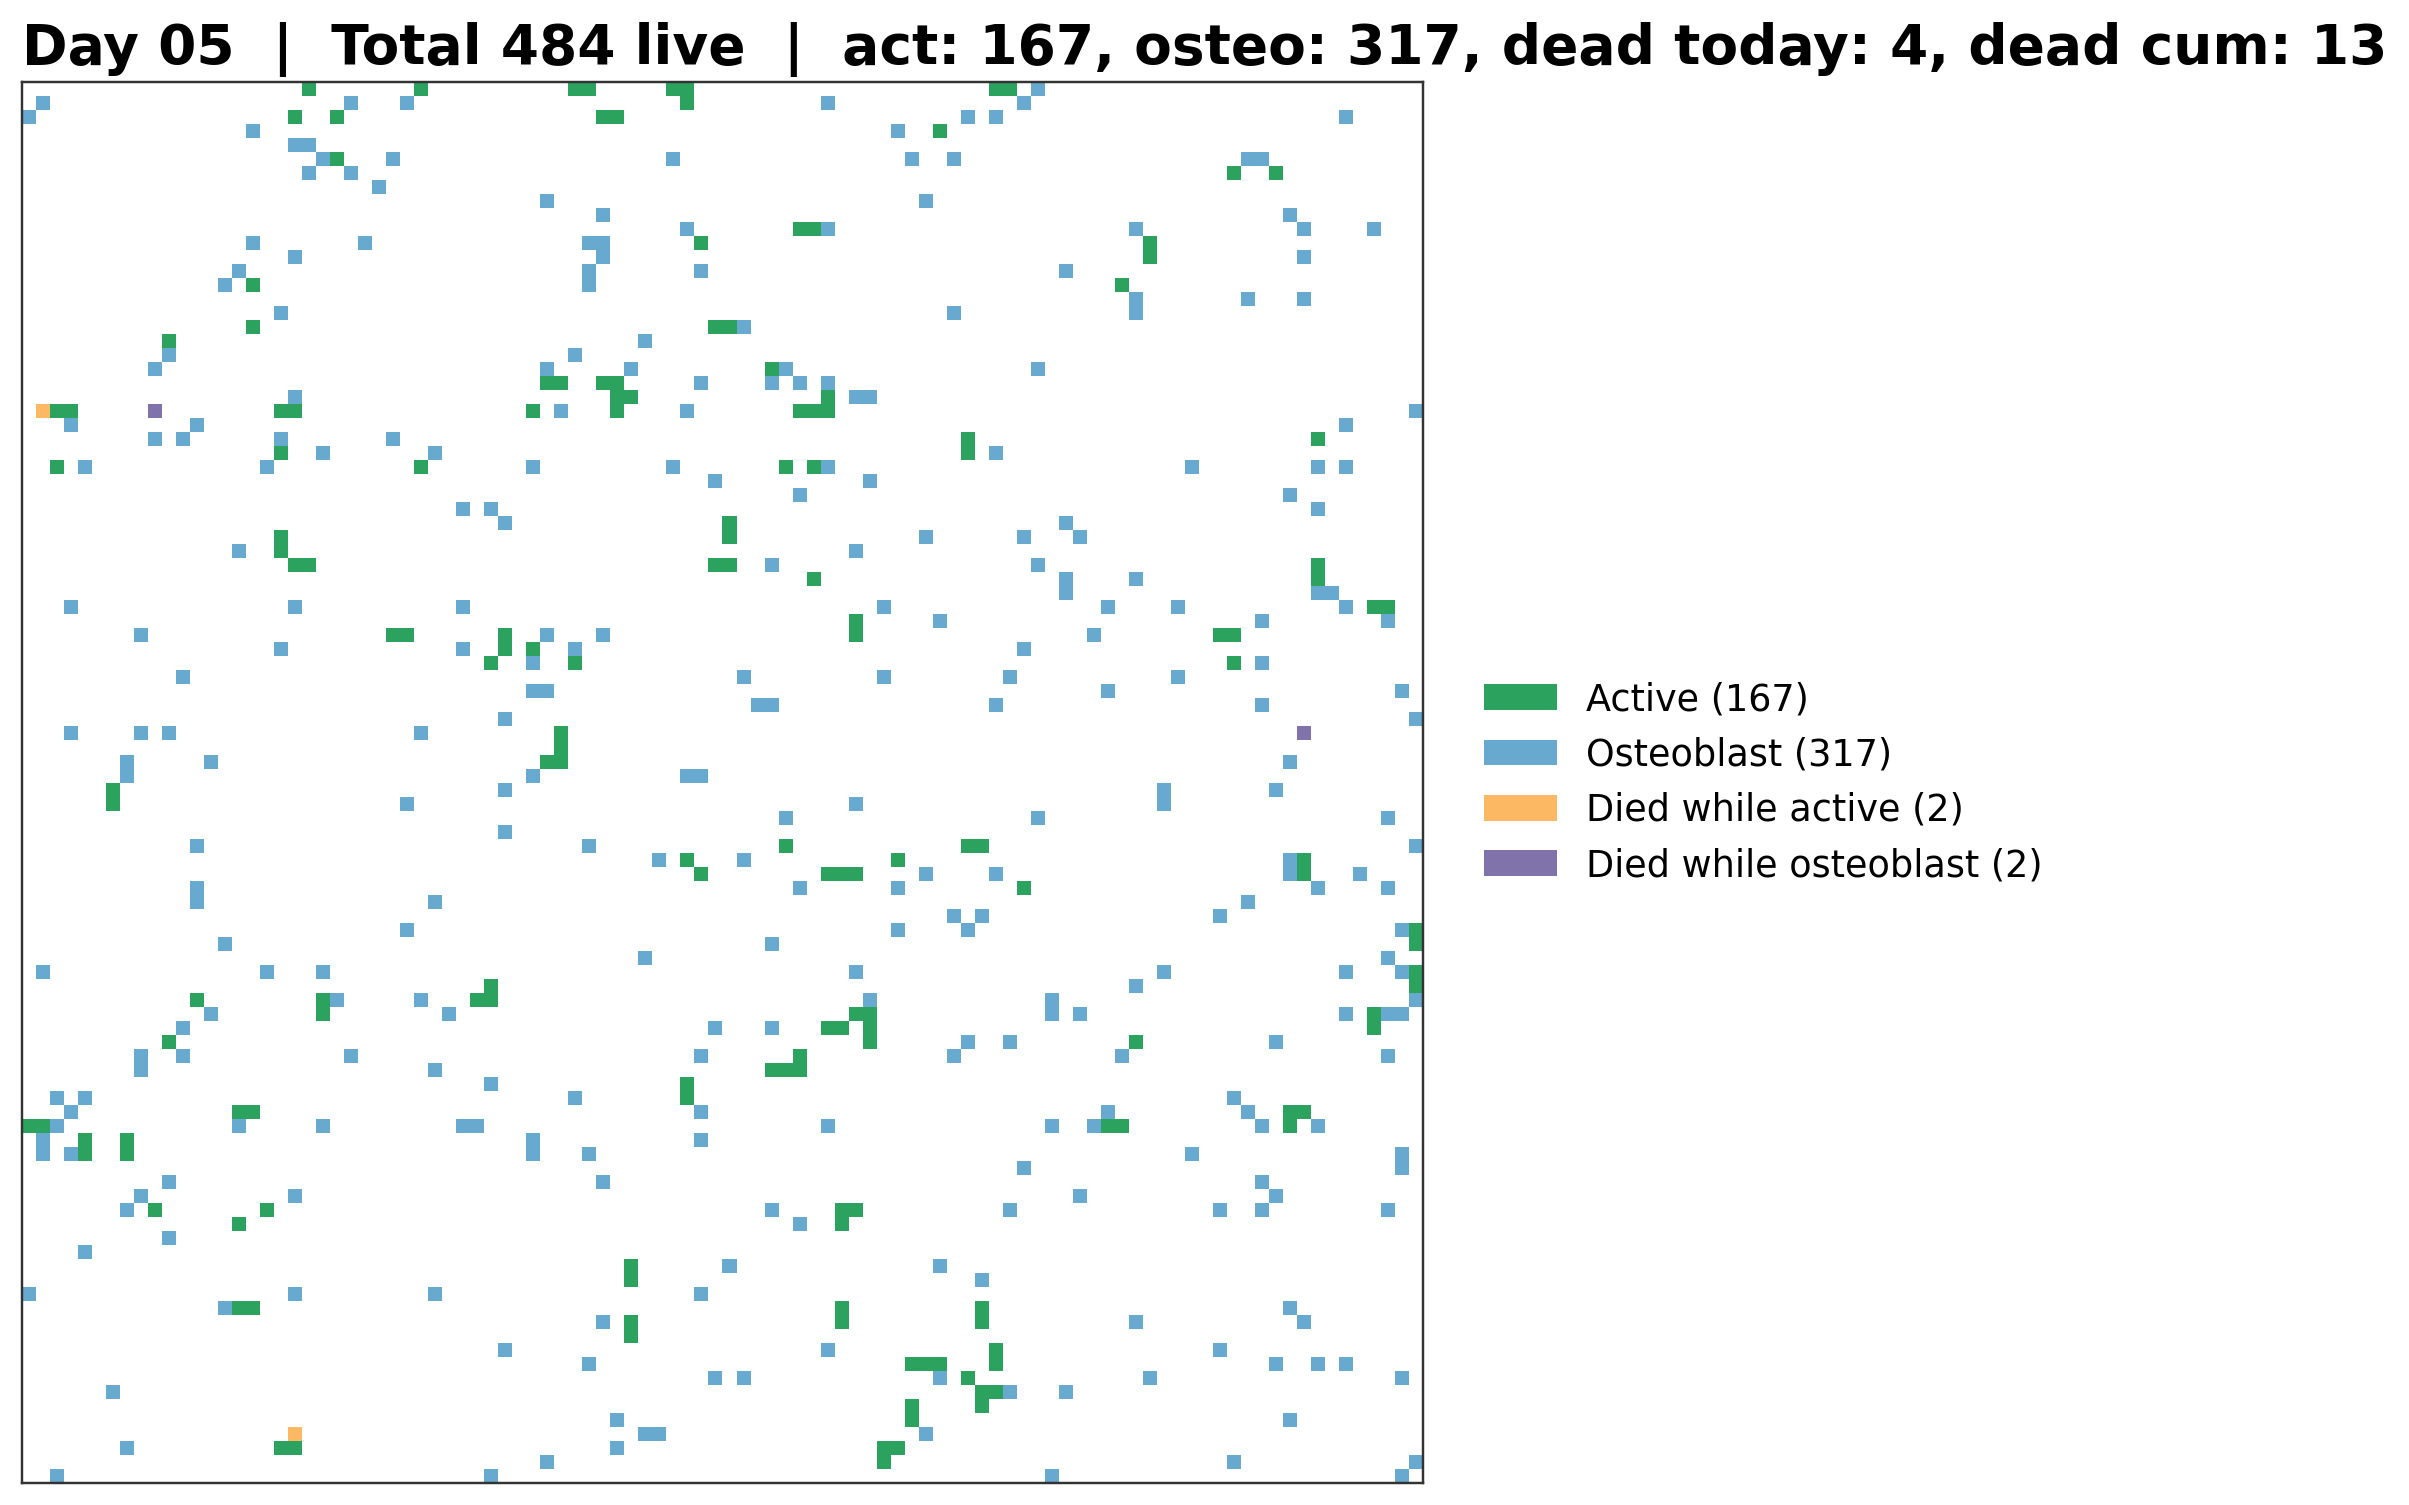 Day 05 | Total 484 live | act: 167, osteo: 317, dead today: 4, dead cum: 13
Active (167)
Osteoblast (317)
Died while active (2)
Died while osteoblast (2)